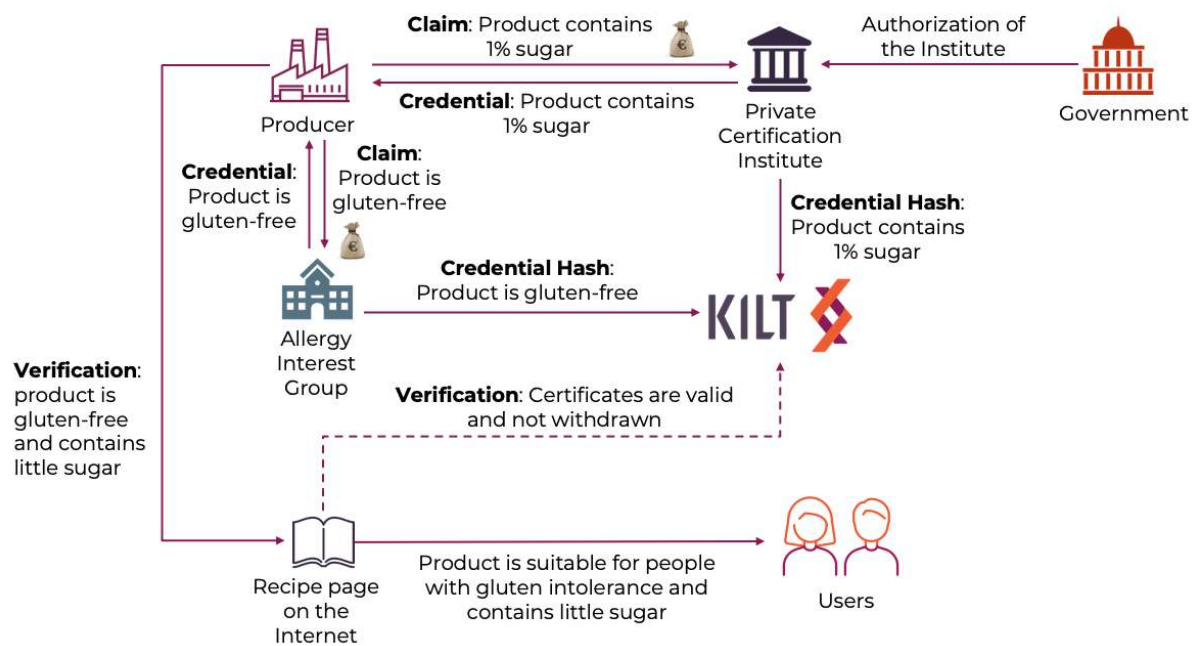 Claim: Product contains
1% sugar
€
Authorization of
the Institute
Credential: Product contains
1% sugar
Producer
Private
Certification
Institute
Government
Credential:
Product is
gluten-free
Claim:
Product is
gluten-free
€
Credential Hash:
Product contains
1% sugar
Credential Hash:
Product is gluten-free
KILT
Allergy
Interest
Group
Verification:
product is
gluten-free
and contains
little sugar
Verification: Certificates are valid
and not withdrawn
Recipe page
on the
Internet
Product is suitable for people
with gluten intolerance and
contains little sugar
Users